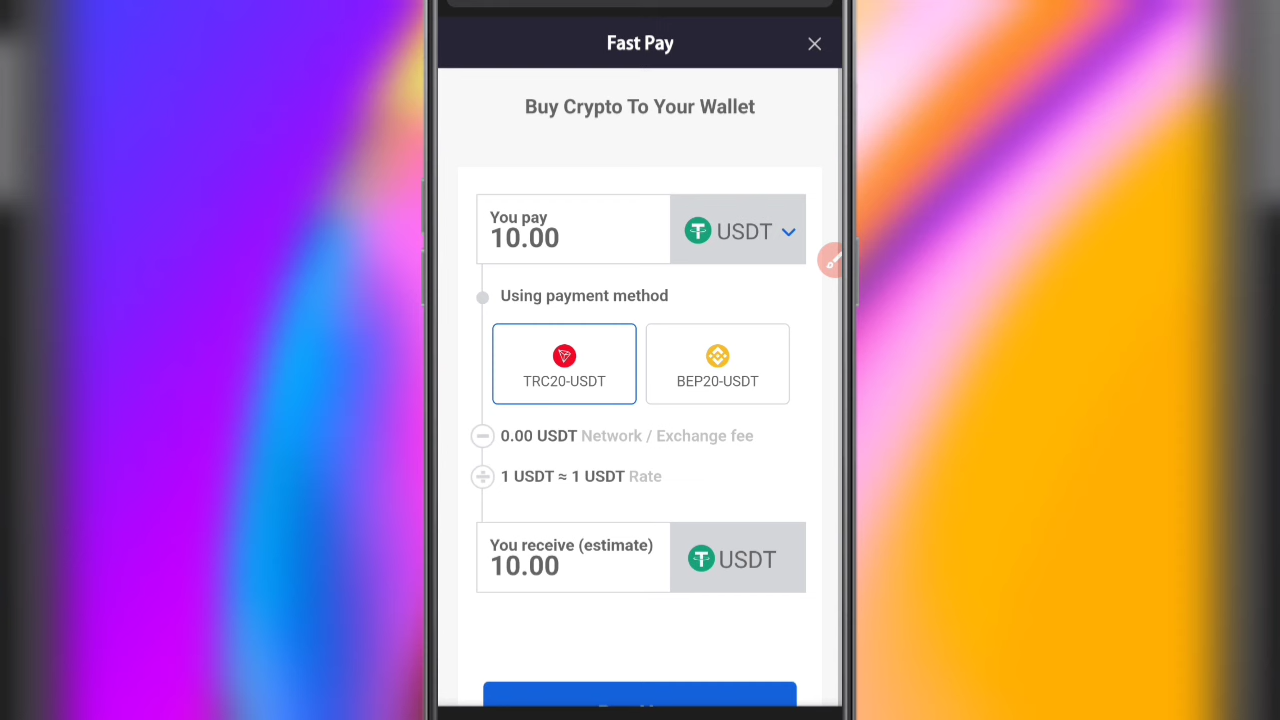 Fast Pay
Buy Crypto To Your Wallet
You pay
10.00
USDT
Using payment method
TRC20-USDT
BEP20-USDT
0.00 USDT Network / Exchange fee
1 USDT ≈ 1 USDT Rate
You receive (estimate)
10.00
USDT